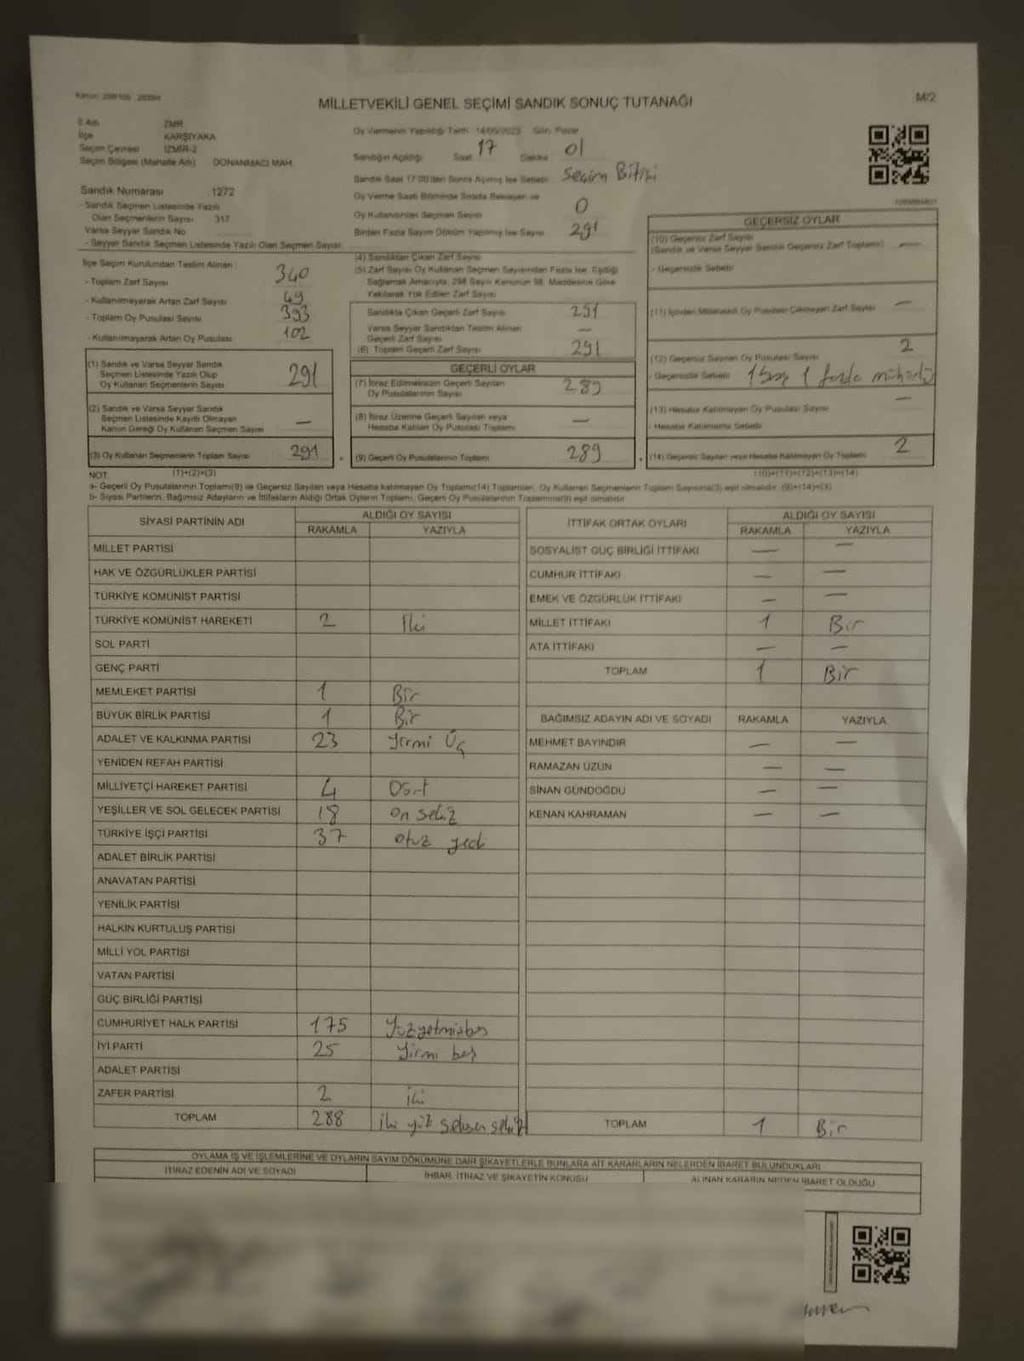 MİLLETVEKİLİ GENEL SEÇİMİ SANDIK SONUÇ TUTANAĞI
M/2
İl Adı İZMİR
İlçe KARŞIYAKA
Seçim Çevresi İZMİR-2
Seçim Bölgesi (Mahalle Adı) DONANMACI MAH.
Oy Vermenin Yapıldığı Tarih 14/05/2023 Gün Pazar
Sandığın Açıldığı Saat 17 Dakika 01
Sandık Saat 17:00'den Sonra Açılmış İse Sebebi Seçim Bitişi
Sandık Numarası 1272
- Sandık Seçmen Listesinde Yazılı
Olan Seçmenlerin Sayısı 317
Varsa Seyyar Sandık No
- Seyyar Sandık Seçmen Listesinde Yazılı Olan Seçmen Sayısı
Oy Verme Saati Bitiminde Sırada Bekleyen ve
Oy Kullandırılan Seçmen Sayısı 0
Birden Fazla Sayım Döküm Yapılmış İse Sayısı 291
İlçe Seçim Kurulundan Teslim Alınan
- Toplam Zarf Sayısı 340
- Kullanılmayarak Artan Zarf Sayısı 49
- Toplam Oy Pusulası Sayısı 393
- Kullanılmayarak Artan Oy Pusulası 102
(1) Sandık ve Varsa Seyyar Sandık
Seçmen Listesinde Yazılı Olup
Oy Kullanan Seçmenlerin Sayısı 291
(2) Sandık ve Varsa Seyyar Sandık
Seçmen Listesinde Kayıtlı Olmayan
Kanun Gereği Oy Kullanan Seçmen Sayısı —
(3) Oy Kullanan Seçmenlerin Toplam Sayısı 291
(1)+(2)=(3)
(4) Sandıktan Çıkan Zarf Sayısı
(5) Zarf Sayısı Oy Kullanan Seçmen Sayısından Fazla İse, Eşitliği
Sağlamak Amacıyla, 298 Sayılı Kanunun 98. Maddesine Göre
Yakılarak Yok Edilen Zarf Sayısı
Sandıkta Çıkan Geçerli Zarf Sayısı 291
Varsa Seyyar Sandıktan Teslim Alınan
Geçerli Zarf Sayısı —
(6) Toplam Geçerli Zarf Sayısı 291
GEÇERLİ OYLAR
(7) İtiraz Edilmeksizin Geçerli Sayılan
Oy Pusulalarının Sayısı 289
(8) İtiraz Üzerine Geçerli Sayılan veya
Hesaba Katılan Oy Pusulası Toplamı —
(9) Geçerli Oy Pusulalarının Toplamı 289
GEÇERSİZ OYLAR
(10) Geçersiz Zarf Sayısı
(Sandık ve Varsa Seyyar Sandık Geçersiz Zarf Toplamı) —
- Geçersizlik Sebebi
(11) İçinden Milletvekili Oy Pusulası Çıkmayan Zarf Sayısı —
(12) Geçersiz Sayılan Oy Pusulası Sayısı 2
- Geçersizlik Sebebi 1 boş 1 fazla mühürlü
(13) Hesaba Katılmayan Oy Pusulası Sayısı —
- Hesaba Katılmama Sebebi
(14) Geçersiz Sayılan veya Hesaba Katılmayan Oy Toplamı 2
(10)+(11)+(12)+(13)=(14)
NOT
a- Geçerli Oy Pusulalarının Toplamı(9) ile Geçersiz Sayılan veya Hesaba katılmayan Oy Toplamı(14) Toplamları, Oy Kullanan Seçmenlerin Toplam Sayısına(3) eşit olmalıdır. (9)+(14)=(3)
b- Siyasi Partilerin, Bağımsız Adayların ve İttifakların Aldığı Ortak Oyların Toplamı, Geçerli Oy Pusulalarının Toplamına(9) eşit olmalıdır
SİYASİ PARTİNİN ADI
ALDIĞI OY SAYISI
RAKAMLA YAZIYLA
MİLLET PARTİSİ
HAK VE ÖZGÜRLÜKLER PARTİSİ
TÜRKİYE KOMÜNİST PARTİSİ
TÜRKİYE KOMÜNİST HAREKETİ 2 İki
SOL PARTİ
GENÇ PARTİ
MEMLEKET PARTİSİ 1 Bir
BÜYÜK BİRLİK PARTİSİ 1 Bir
ADALET VE KALKINMA PARTİSİ 23 Yirmi Üç
YENİDEN REFAH PARTİSİ
MİLLİYETÇİ HAREKET PARTİSİ 4 Dört
YEŞİLLER VE SOL GELECEK PARTİSİ 18 on sekiz
TÜRKİYE İŞÇİ PARTİSİ 37 otuz yedi
ADALET BİRLİK PARTİSİ
ANAVATAN PARTİSİ
YENİLİK PARTİSİ
HALKIN KURTULUŞ PARTİSİ
MİLLİ YOL PARTİSİ
VATAN PARTİSİ
GÜÇ BİRLİĞİ PARTİSİ
CUMHURİYET HALK PARTİSİ 175 Yüzyetmişbeş
İYİ PARTİ 25 Yirmi beş
ADALET PARTİSİ
ZAFER PARTİSİ 2 iki
TOPLAM 288 iki yüz seksen sekiz
İTTİFAK ORTAK OYLARI
ALDIĞI OY SAYISI
RAKAMLA YAZIYLA
SOSYALİST GÜÇ BİRLİĞİ İTTİFAKI — —
CUMHUR İTTİFAKI — —
EMEK VE ÖZGÜRLÜK İTTİFAKI — —
MİLLET İTTİFAKI 1 Bir
ATA İTTİFAKI — —
TOPLAM 1 Bir
BAĞIMSIZ ADAYIN ADI VE SOYADI RAKAMLA YAZIYLA
MEHMET BAYINDIR — —
RAMAZAN UZUN — —
SİNAN GÜNDOĞDU — —
KENAN KAHRAMAN — —
TOPLAM 1 Bir
OYLAMA İŞ VE İŞLEMLERİNE VE OYLARIN SAYIM DÖKÜMÜNE DAİR ŞİKAYETLERLE BUNLARA AİT KARARLARIN NELERDEN İBARET BULUNDUKLARI
İTİRAZ EDENİN ADI VE SOYADI
İHBAR, İTİRAZ VE ŞİKAYETİN KONUSU
ALINAN KARARIN NEDEN İBARET OLDUĞU